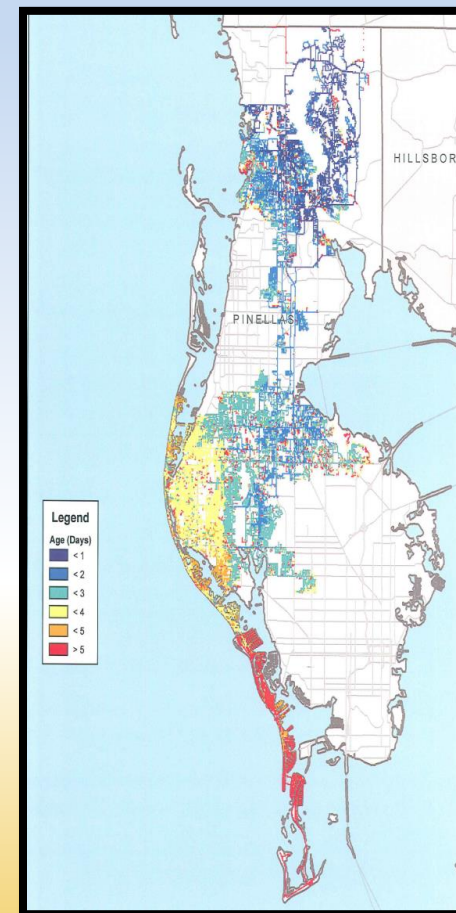 HILLSBOR
PINELLAS
Legend
Age (Days)
< 1
< 2
< 3
< 4
< 5
> 5